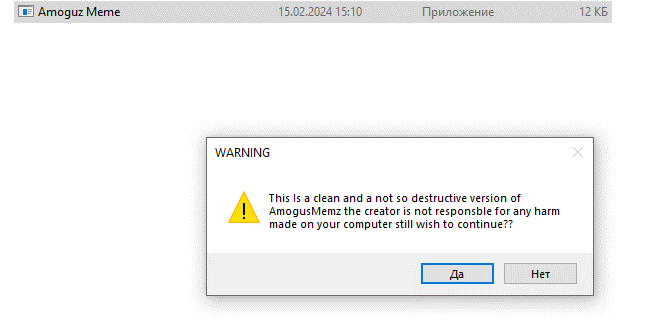 Amoguz Meme 15.02.2024 15:10 Приложение 12 КБ
WARNING
This Is a clean and a not so destructive version of
AmogusMemz the creator is not responsble for any harm
made on your computer still wish to continue??
Да Нет